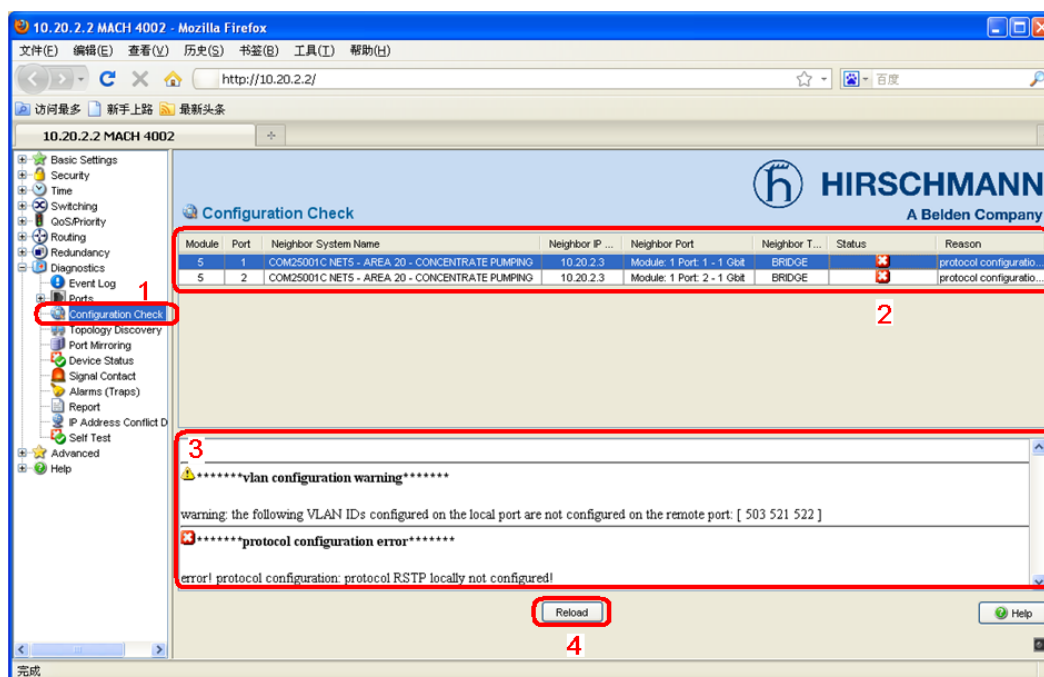 10.20.2.2 MACH 4002 - Mozilla Firefox
文件(F) 编辑(E) 查看(V) 历史(S) 书签(B) 工具(T) 帮助(H)
http://10.20.2.2/
百度
访问最多 新手上路 最新头条
10.20.2.2 MACH 4002
Basic Settings
Security
Time
Switching
QoS/Priority
Routing
Redundancy
Diagnostics
Event Log
1
Ports
Configuration Check
Topology Discovery
Port Mirroring
Device Status
Signal Contact
Alarms (Traps)
Report
IP Address Conflict D
Self Test
Advanced
Help
HIRSCHMANN
A Belden Company
Configuration Check
Module Port Neighbor System Name Neighbor IP ... Neighbor Port Neighbor T... Status Reason
5 1 COM25001C NET5 - AREA 20 - CONCENTRATE PUMPING 10.20.2.3 Module: 1 Port: 1 - 1 Gbit BRIDGE protocol configuratio...
5 2 COM25001C NET5 - AREA 20 - CONCENTRATE PUMPING 10.20.2.3 Module: 1 Port: 2 - 1 Gbit BRIDGE protocol configuratio...
2
3
*******vlan configuration warning*******
warning: the following VLAN IDs configured on the local port are not configured on the remote port: [ 503 521 522 ]
*******protocol configuration error*******
error! protocol configuration: protocol RSTP locally not configured!
Reload
Help
4
完成